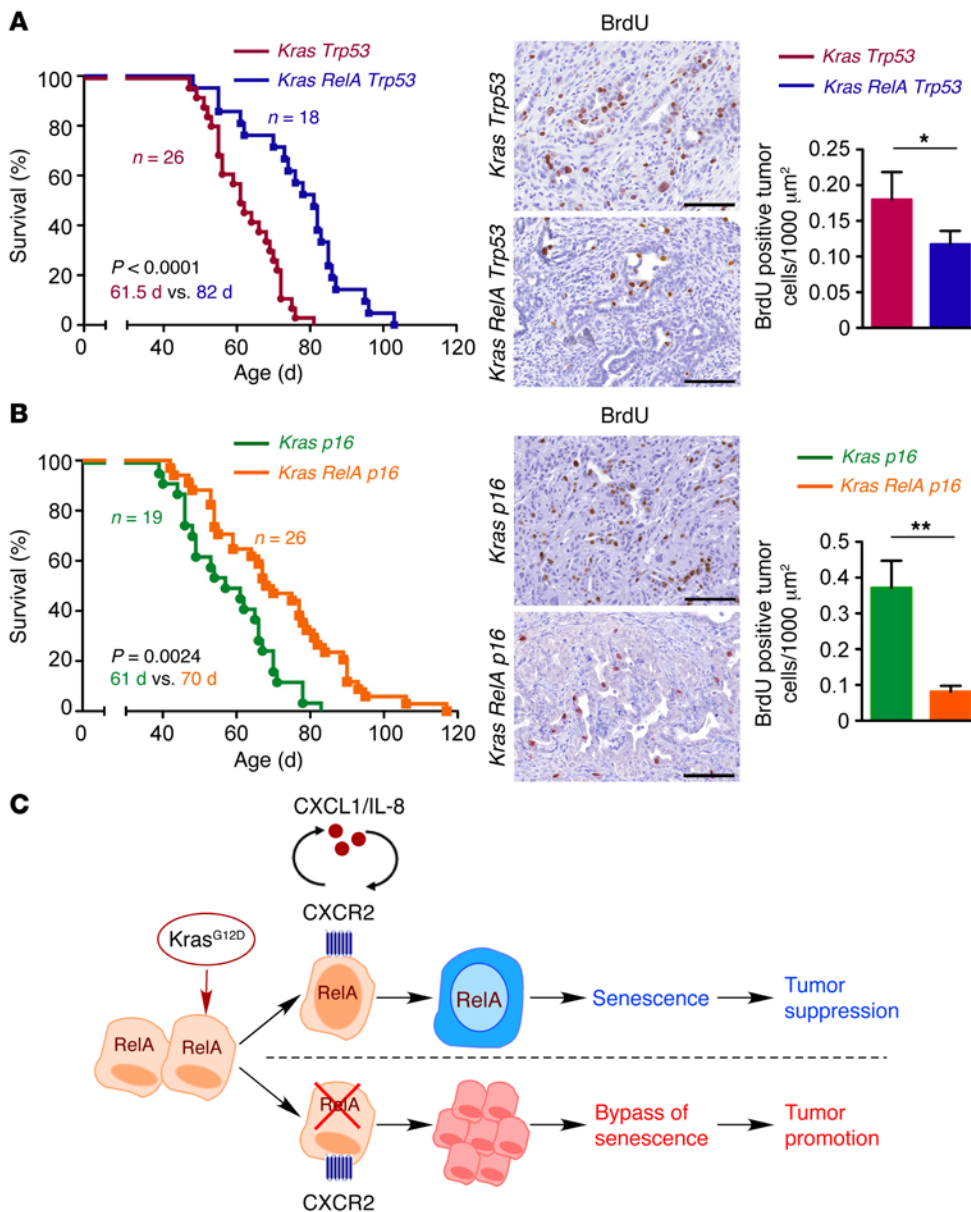 A
Kras Trp53
Kras RelA Trp53
100
80
60
40
20
0
Survival (%)
n = 18
n = 26
P < 0.0001
61.5 d vs. 82 d
0
40
60
80
100
120
Age (d)
BrdU
Kras Trp53
Kras RelA Trp53
Kras Trp53
Kras RelA Trp53
BrdU positive tumor
cells/1000 μm²
0.25
0.20
0.15
0.10
0.05
0
*
B
Kras p16
Kras RelA p16
100
80
60
40
20
0
Survival (%)
n = 19
n = 26
P = 0.0024
61 d vs. 70 d
0
40
60
80
100
120
Age (d)
BrdU
Kras p16
Kras RelA p16
Kras p16
Kras RelA p16
BrdU positive tumor
cells/1000 μm²
0.5
0.4
0.3
0.2
0.1
0
**
C
CXCL1/IL-8
CXCR2
KrasG12D
RelA
RelA
RelA
RelA
Senescence
Tumor
suppression
RelA
CXCR2
Bypass of
senescence
Tumor
promotion